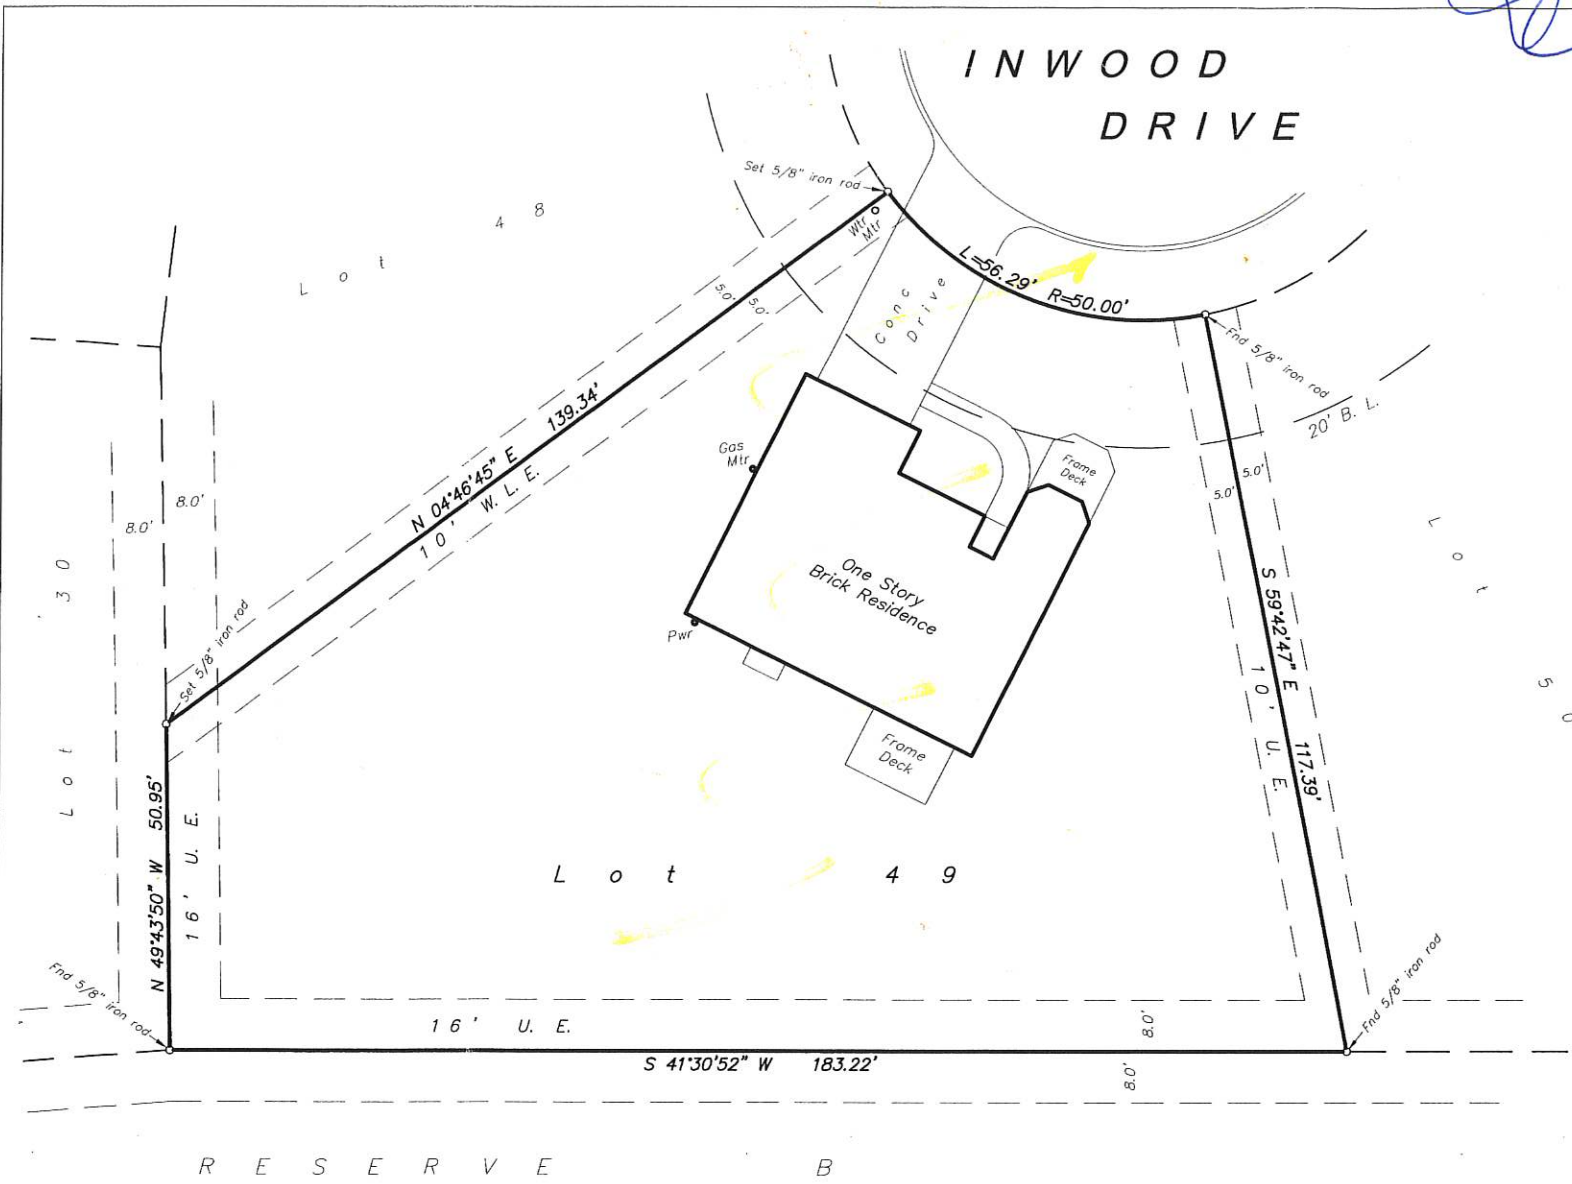 INWOOD
DRIVE
Set 5/8" iron rod
Lot 48
Wtr
Mtr
L=56.29' R=50.00'
5.0'
5.0'
Conc
Drive
Fnd 5/8" iron rod
20' B. L.
139.34'
N 04°46'45" E
10' W. L. E.
Gas
Mtr
Frame
Deck
5.0'
5.0'
8.0'
8.0'
Lot 30
Lot 50
One Story
Brick Residence
S 59°42'47" E 117.39'
10' U. E.
Set 5/8" iron rod
Pwr
Frame
Deck
N 49°43'50" W 50.95'
16' U. E.
Lot 49
Fnd 5/8" iron rod
Fnd 5/8" iron rod
16' U. E.
8.0'
S 41°30'52" W 183.22'
8.0'
RESERVE B